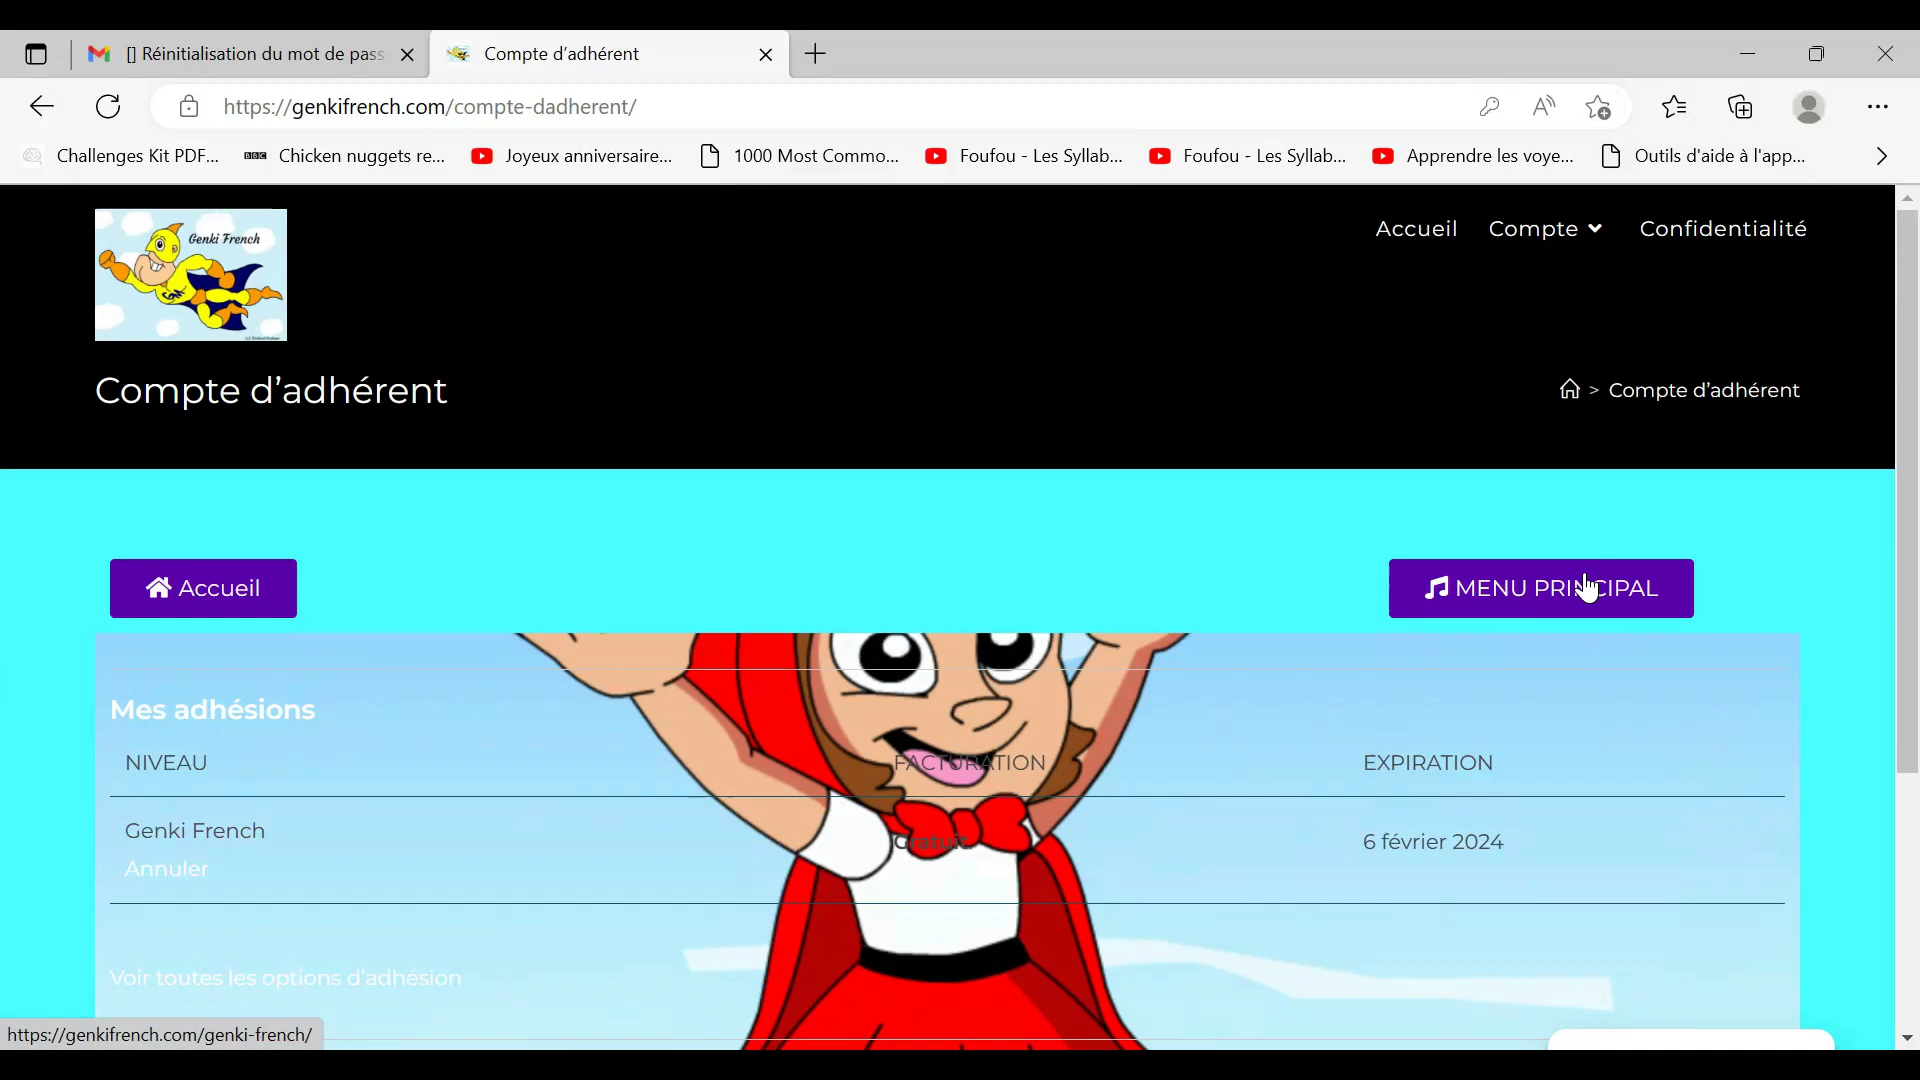 [] Réinitialisation du mot de pass
Compte d'adhérent
https://genkifrench.com/compte-dadherent/
Challenges Kit PDF...
BBC
Chicken nuggets re...
Joyeux anniversaire...
1000 Most Commo...
Foufou - Les Syllab...
Foufou - Les Syllab...
Apprendre les voye...
Outils d'aide à l'app...
Genki French
GM
Accueil
Compte
Confidentialité
Compte d’adhérent
> Compte d’adhérent
Accueil
MENU PRINCIPAL
Mes adhésions
NIVEAU
FACTURATION
EXPIRATION
Genki French
Annuler
Gratuit.
6 février 2024
Voir toutes les options d’adhésion
https://genkifrench.com/genki-french/